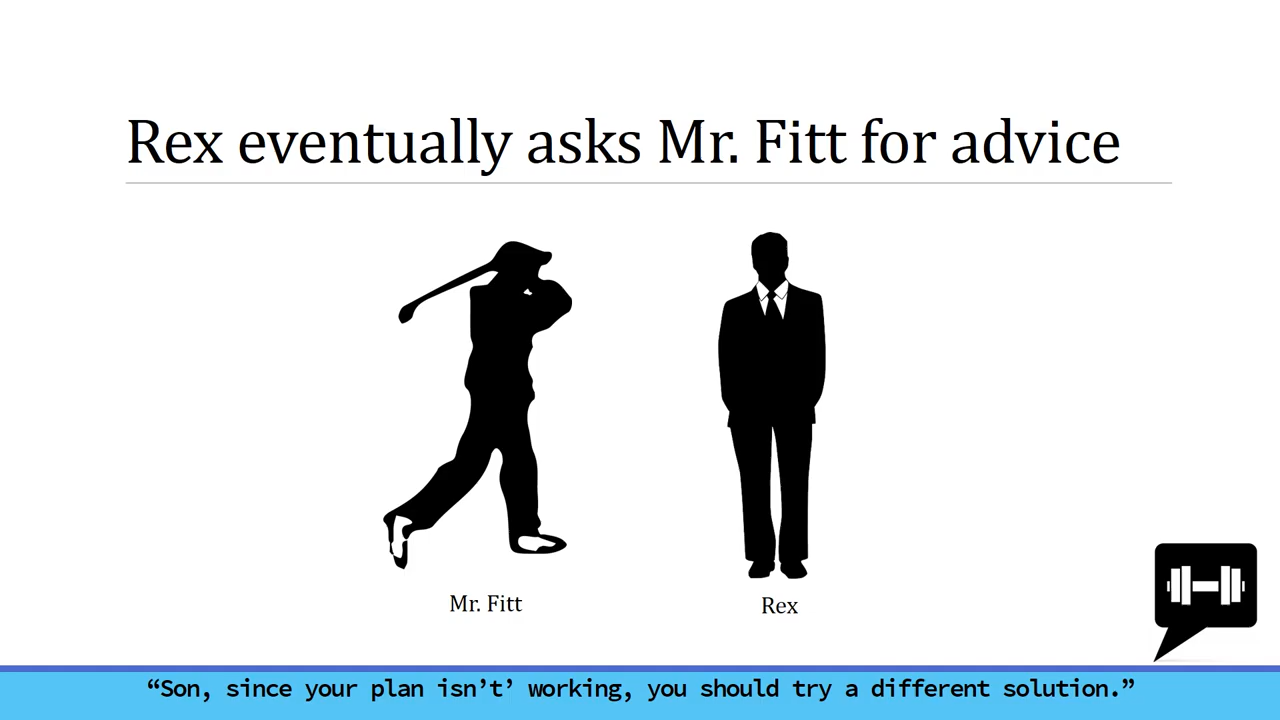 Rex eventually asks Mr. Fitt for advice
Mr. Fitt
Rex
“Son, since your plan isn’t’ working, you should try a different solution.”